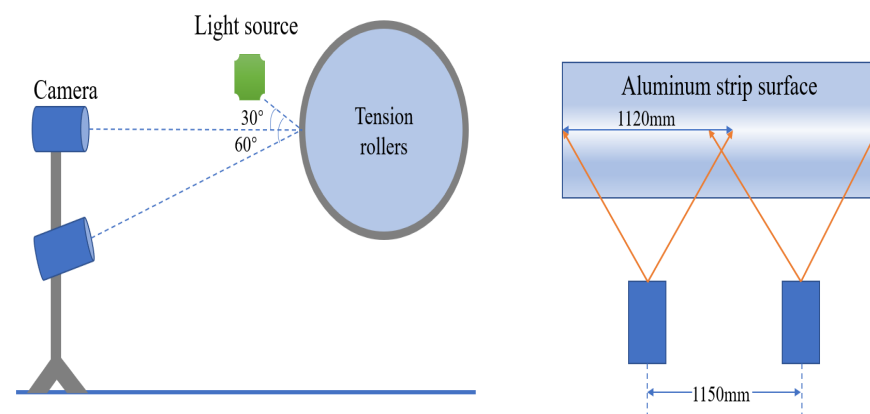 Light source
Camera
30°
60°
Tension
rollers
Aluminum strip surface
1120mm
1150mm